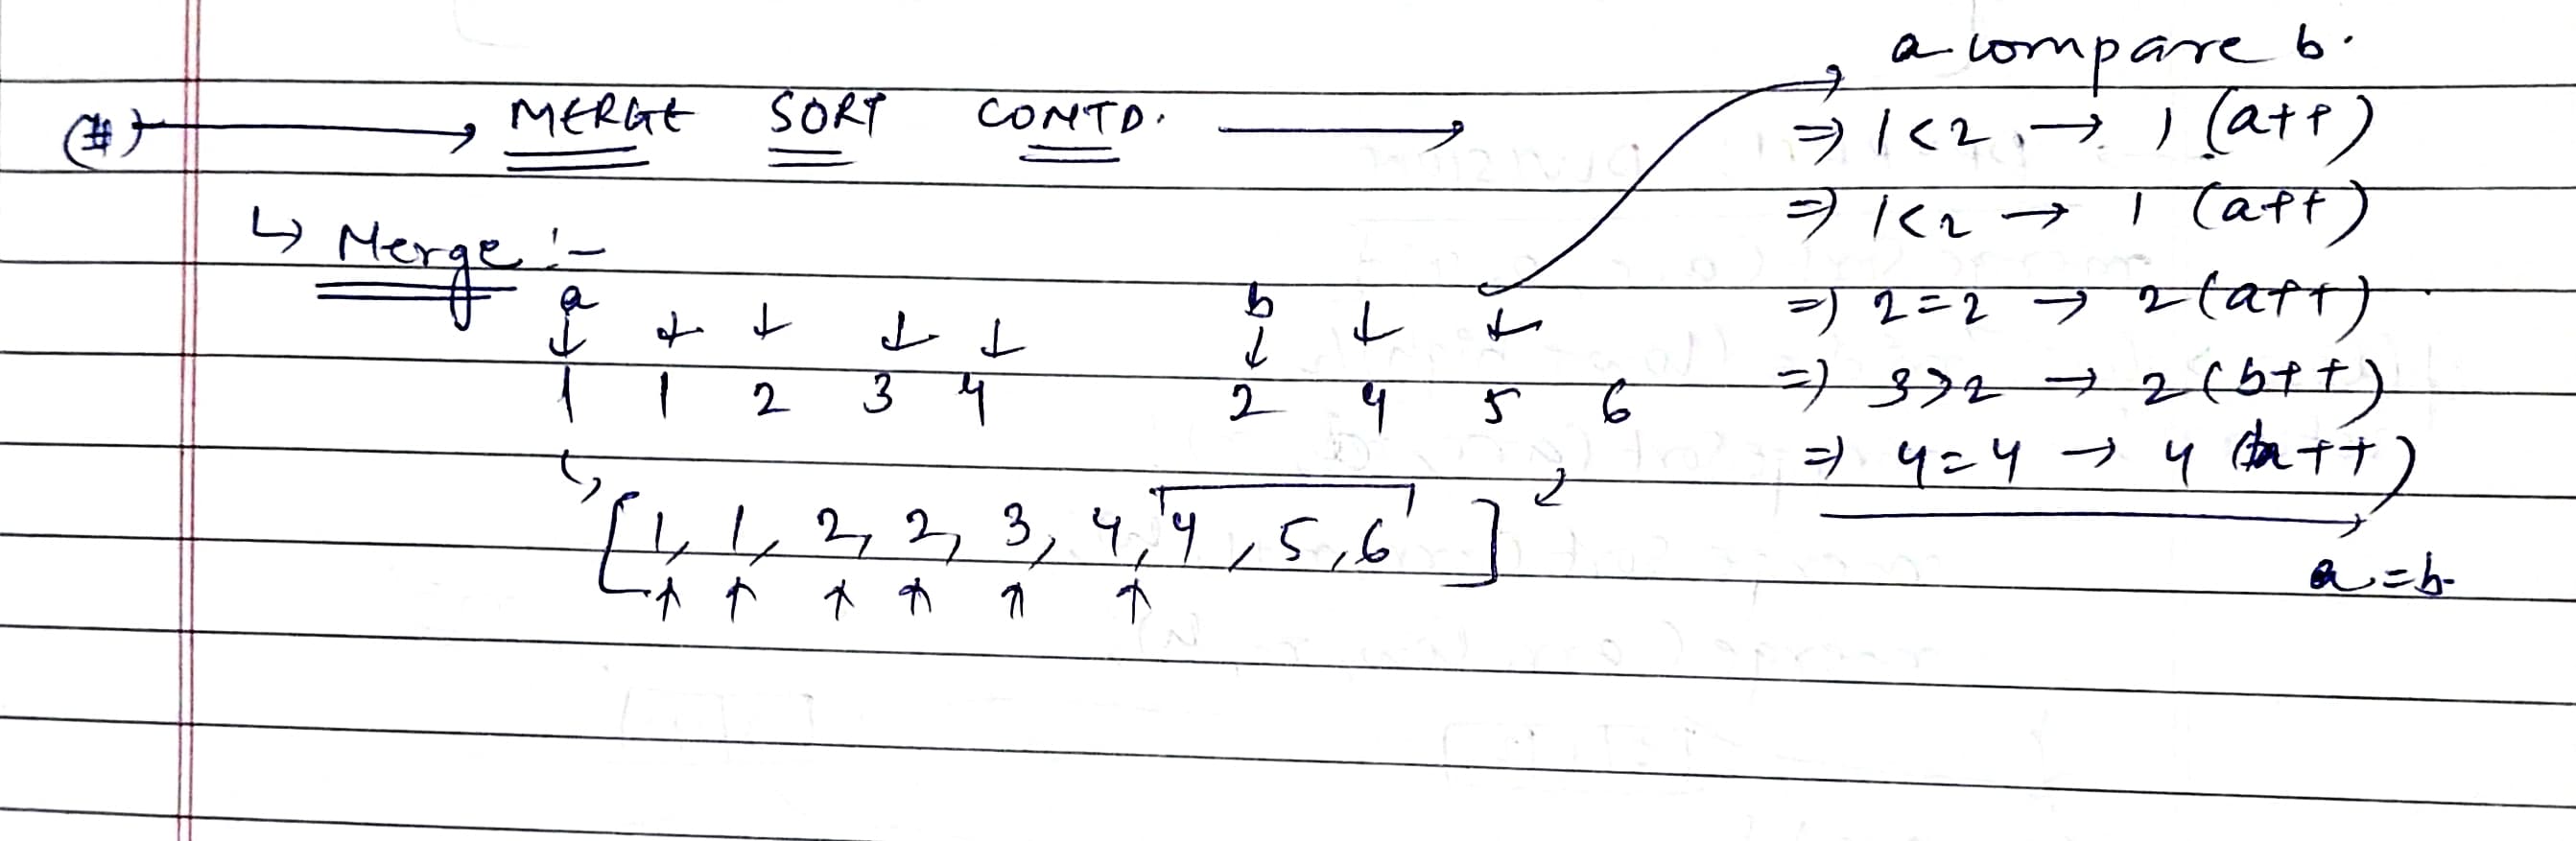 (#) → MERGE SORT CONTD. →
↳ Merge :-
a b
↓ ↓ ↓ ↓ ↓ ↓ ↓ ↓
1 1 2 3 4 2 4 5 6
[1, 1, 2, 2, 3, 4, 4, 5, 6]
↑ ↑ ↑ ↑ ↑ ↑
a compare b.
⇒ 1<2 → 1 (a++)
⇒ 1<2 → 1 (a++)
⇒ 2=2 → 2 (a++)
⇒ 3>2 → 2 (b++)
⇒ 4=4 → 4 (a++)
a=b